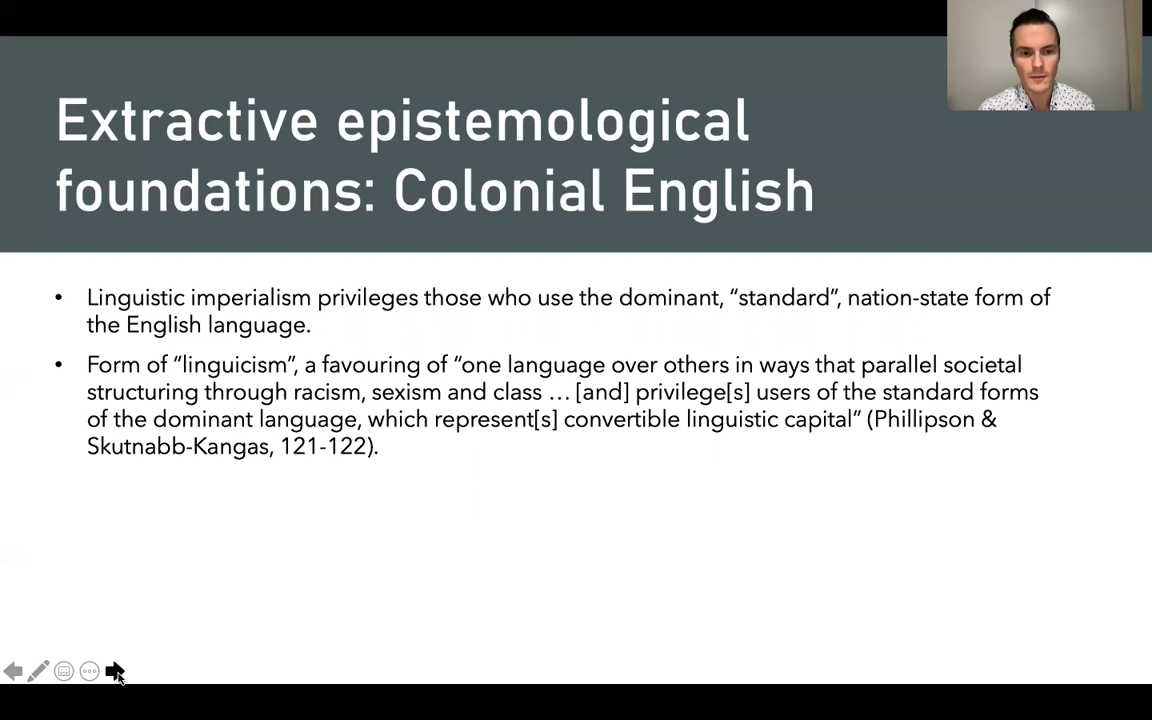 Extractive epistemological
foundations: Colonial English
• Linguistic imperialism privileges those who use the dominant, “standard”, nation-state form of
the English language.
• Form of “linguicism”, a favouring of “one language over others in ways that parallel societal
structuring through racism, sexism and class … [and] privilege[s] users of the standard forms
of the dominant language, which represent[s] convertible linguistic capital” (Phillipson &
Skutnabb-Kangas, 121-122).